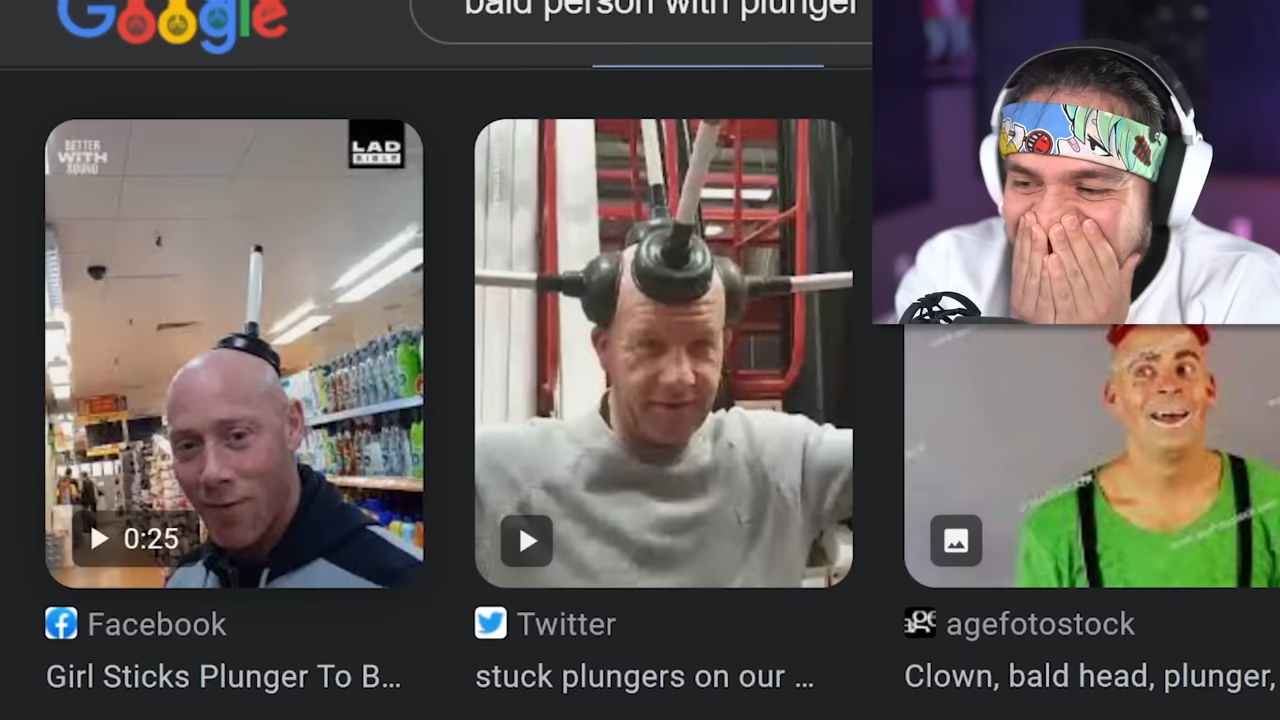 Google
bald person with plunger
BETTER
WITH
SOUND
LAD
BIBLE
0:25
Facebook
Twitter
agefotostock
Girl Sticks Plunger To B...
stuck plungers on our ...
Clown, bald head, plunger,